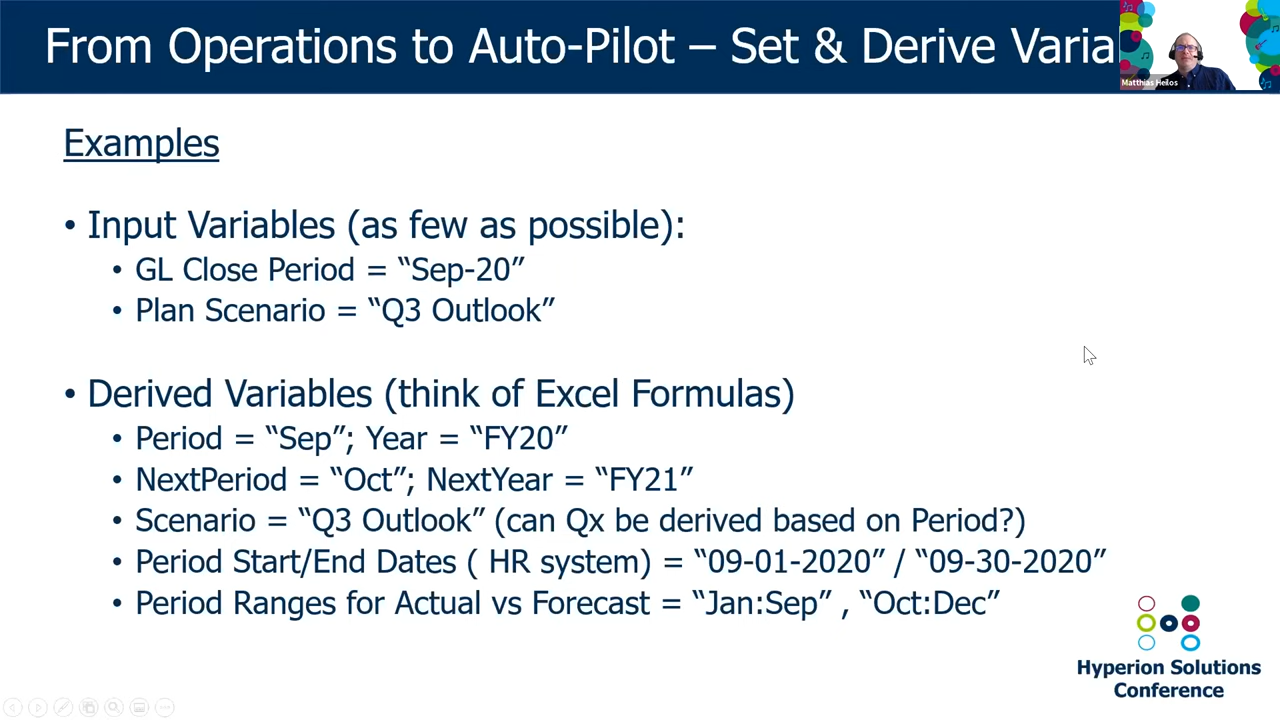 From Operations to Auto-Pilot – Set & Derive Varia
Matthias Heilos
Examples
• Input Variables (as few as possible):
• GL Close Period = “Sep-20”
• Plan Scenario = “Q3 Outlook”
• Derived Variables (think of Excel Formulas)
• Period = “Sep”; Year = “FY20”
• NextPeriod = “Oct”; NextYear = “FY21”
• Scenario = “Q3 Outlook” (can Qx be derived based on Period?)
• Period Start/End Dates ( HR system) = “09-01-2020” / “09-30-2020”
• Period Ranges for Actual vs Forecast = “Jan:Sep” , “Oct:Dec”
Hyperion Solutions
Conference